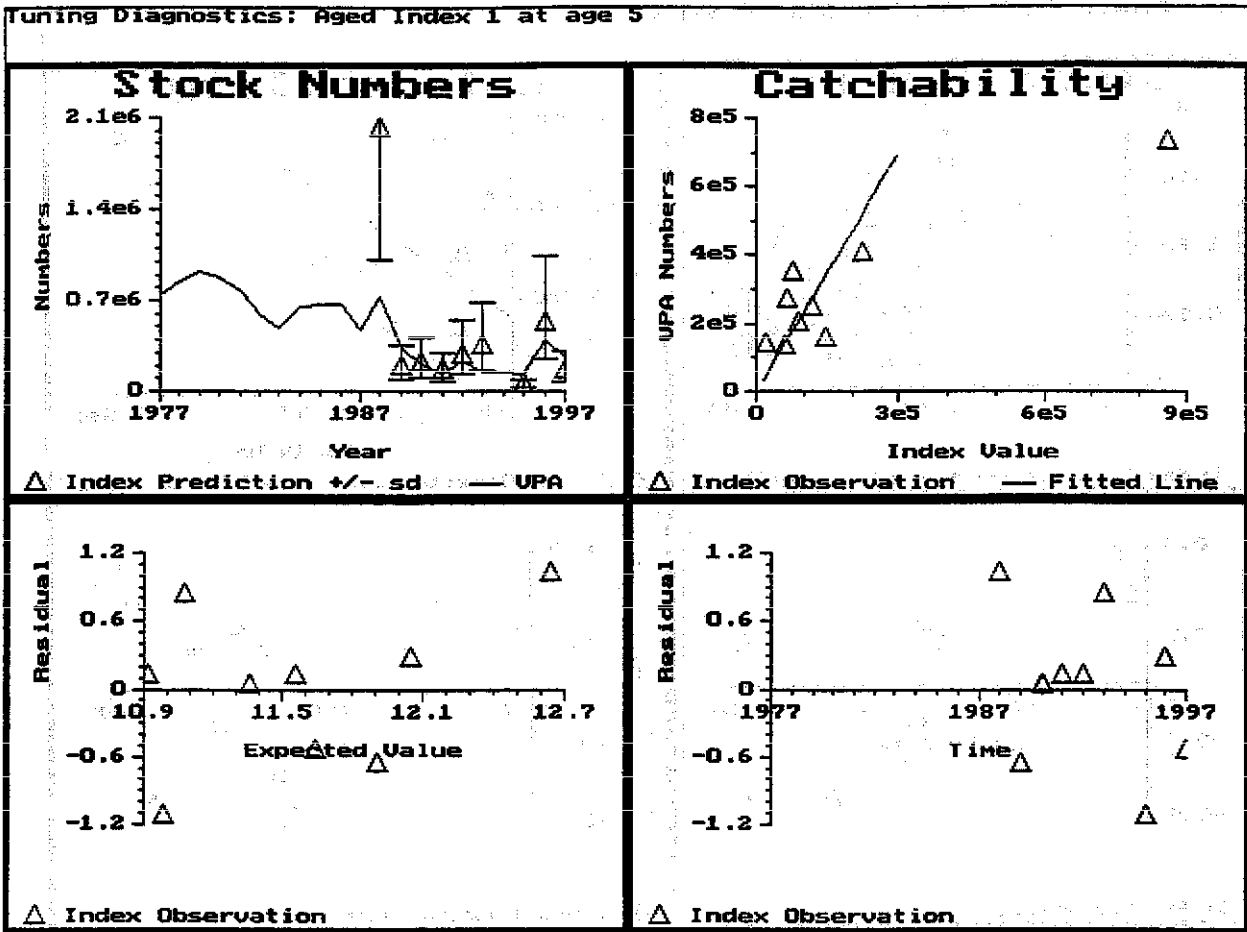 Tuning Diagnostics: Aged Index 1 at age 5
Stock Numbers
2.1e6
1.4e6
0.7e6
0
Numbers
1977 1987 1997
Year
△ Index Prediction +/- sd — VPA
Catchability
8e5
6e5
4e5
2e5
0
VPA Numbers
0 3e5 6e5 9e5
Index Value
△ Index Observation — Fitted Line
1.2
0.6
0
-0.6
-1.2
Residual
10.9 11.5 12.1 12.7
Expected Value
△ Index Observation
1.2
0.6
0
-0.6
-1.2
Residual
1977 1987 1997
Time
△ Index Observation